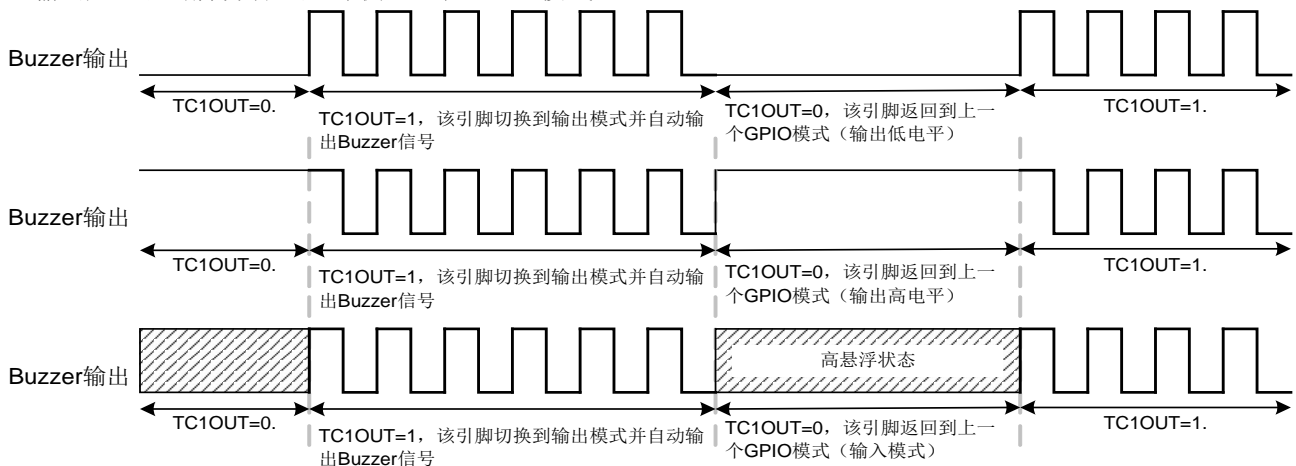 Buzzer输出
TC1OUT=0.
TC1OUT=1，该引脚切换到输出模式并自动输
出Buzzer信号
TC1OUT=0，该引脚返回到上一
个GPIO模式（输出低电平）
TC1OUT=1.
Buzzer输出
TC1OUT=0.
TC1OUT=1，该引脚切换到输出模式并自动输
出Buzzer信号
TC1OUT=0，该引脚返回到上一
个GPIO模式（输出高电平）
TC1OUT=1.
Buzzer输出
高悬浮状态
TC1OUT=0.
TC1OUT=1，该引脚切换到输出模式并自动输
出Buzzer信号
TC1OUT=0，该引脚返回到上一
个GPIO模式（输入模式）
TC1OUT=1.